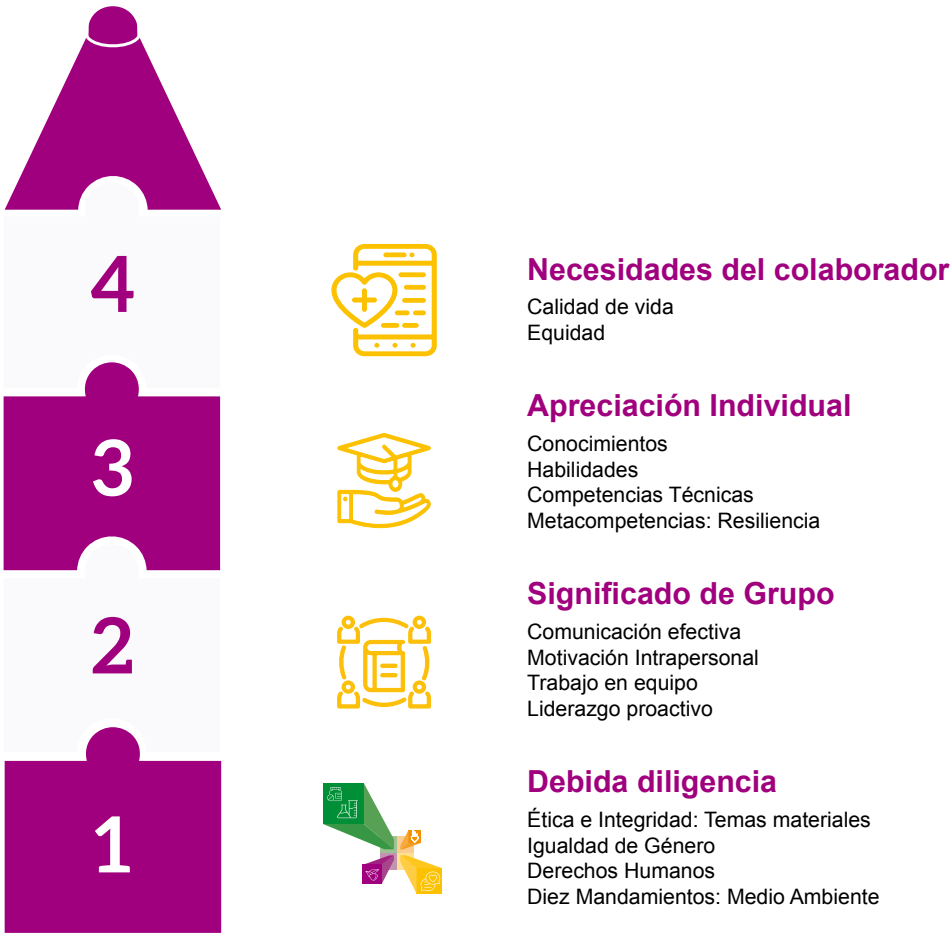 4
Necesidades del colaborador
Calidad de vida
Equidad
3
Apreciación Individual
Conocimientos
Habilidades
Competencias Técnicas
Metacompetencias: Resiliencia
2
Significado de Grupo
Comunicación efectiva
Motivación Intrapersonal
Trabajo en equipo
Liderazgo proactivo
1
Debida diligencia
Ética e Integridad: Temas materiales
Igualdad de Género
Derechos Humanos
Diez Mandamientos: Medio Ambiente